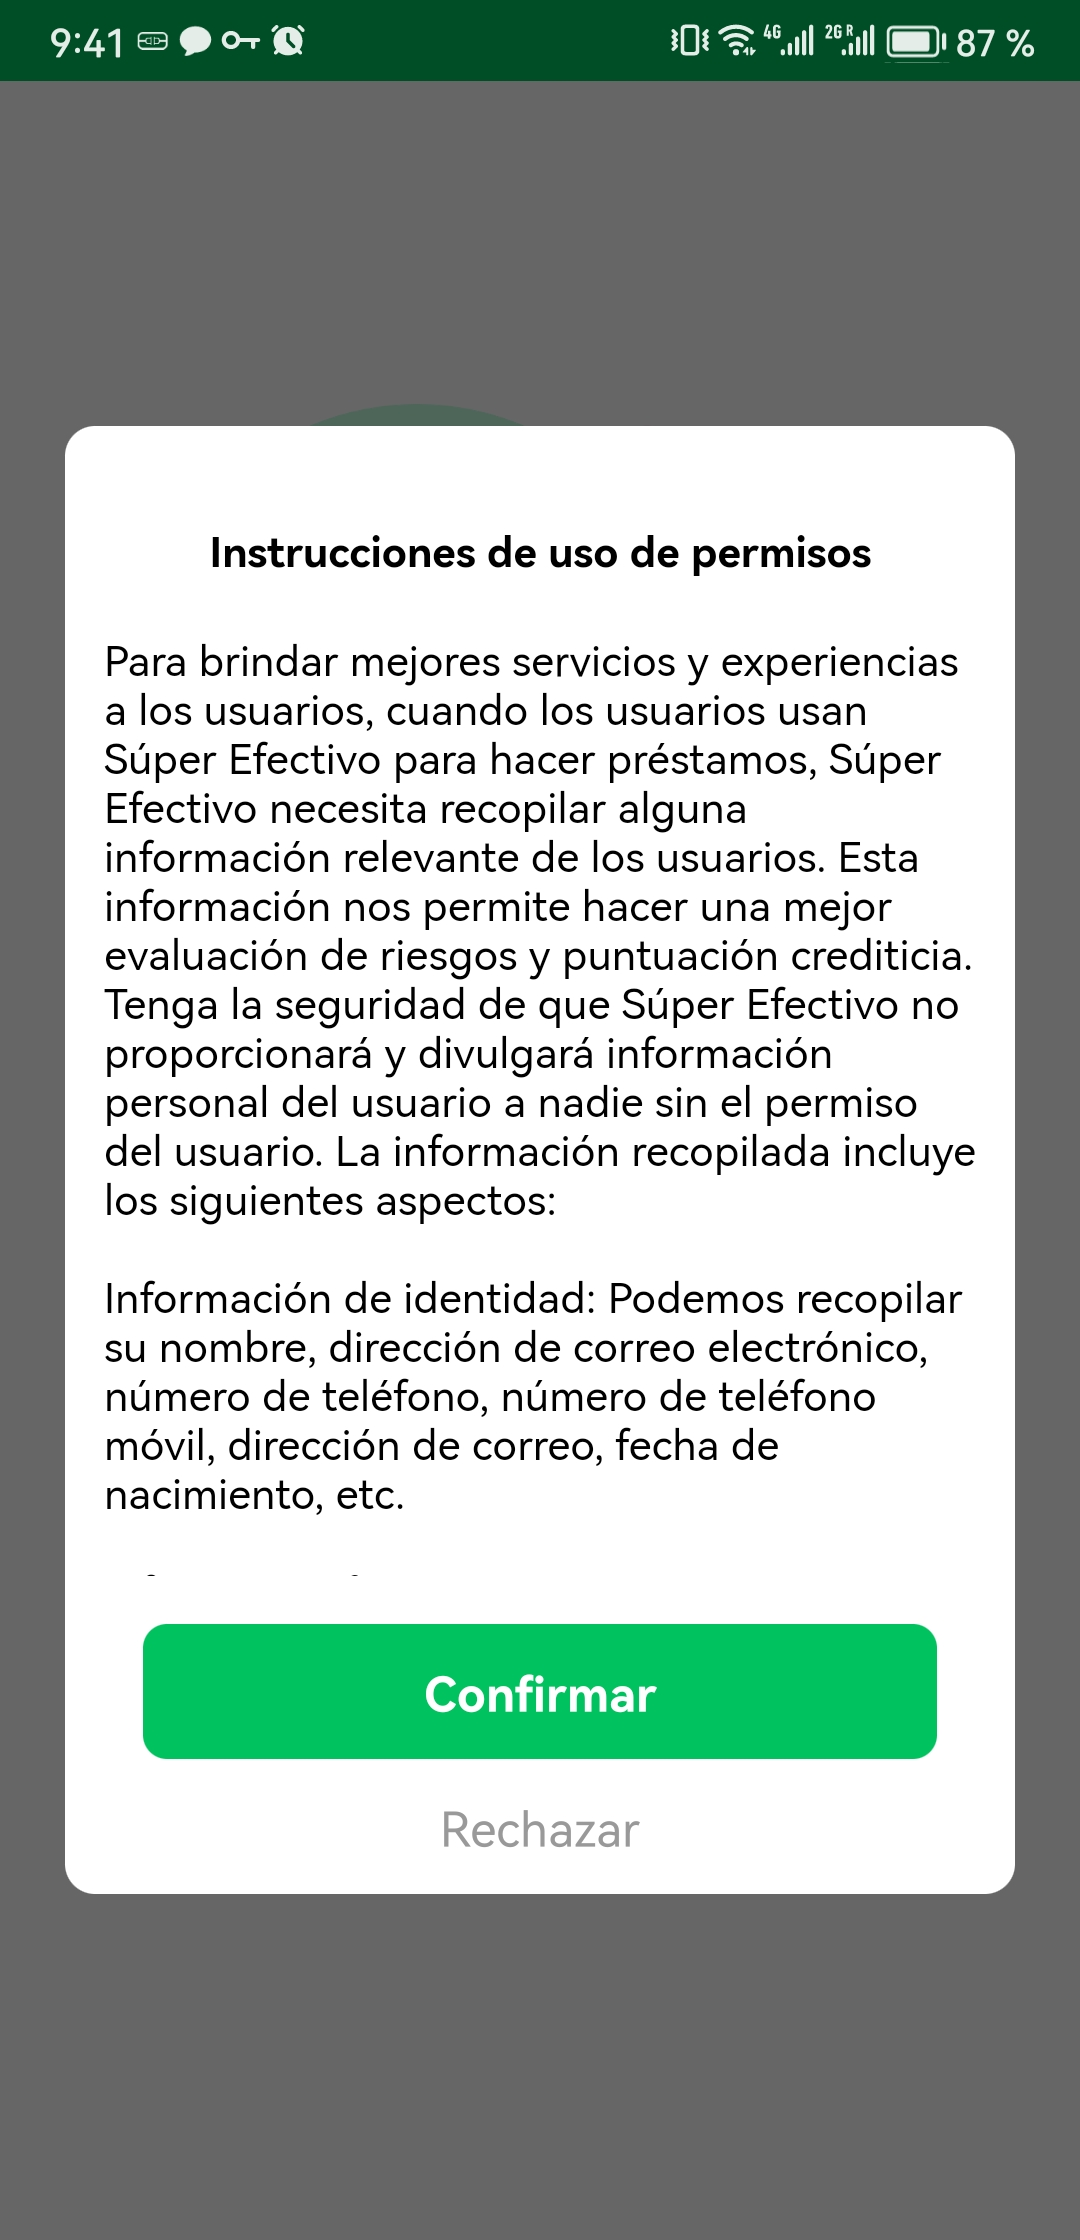 9:41
4G
2G R
87 %
Instrucciones de uso de permisos
Para brindar mejores servicios y experiencias
a los usuarios, cuando los usuarios usan
Súper Efectivo para hacer préstamos, Súper
Efectivo necesita recopilar alguna
información relevante de los usuarios. Esta
información nos permite hacer una mejor
evaluación de riesgos y puntuación crediticia.
Tenga la seguridad de que Súper Efectivo no
proporcionará y divulgará información
personal del usuario a nadie sin el permiso
del usuario. La información recopilada incluye
los siguientes aspectos:
Información de identidad: Podemos recopilar
su nombre, dirección de correo electrónico,
número de teléfono, número de teléfono
móvil, dirección de correo, fecha de
nacimiento, etc.
Confirmar
Rechazar